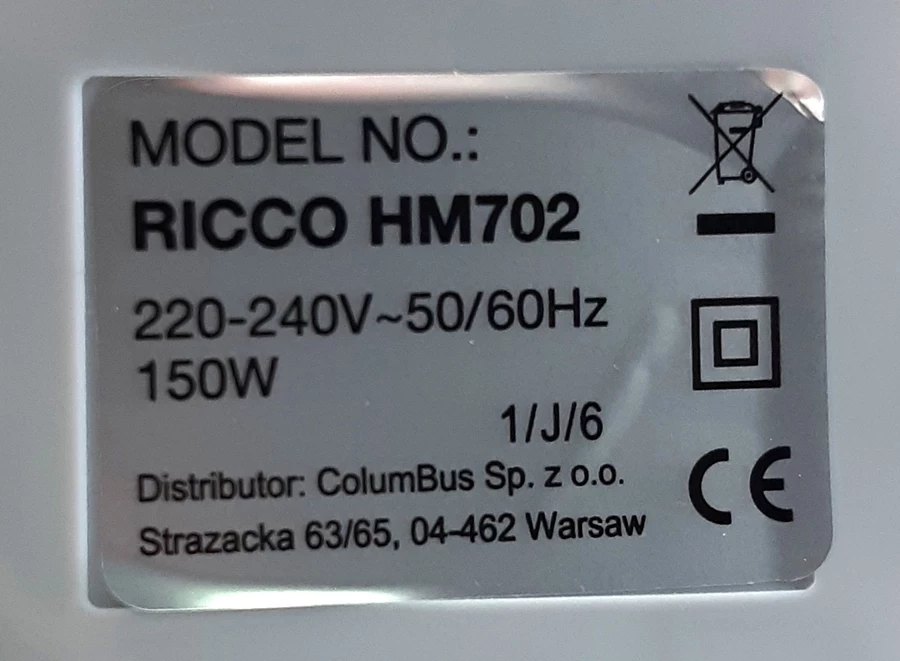 MODEL NO.:
RICCO HM702
220-240V~50/60Hz
150W
1/J/6
Distributor: ColumBus Sp. z o.o.
Strazacka 63/65, 04-462 Warsaw
CE